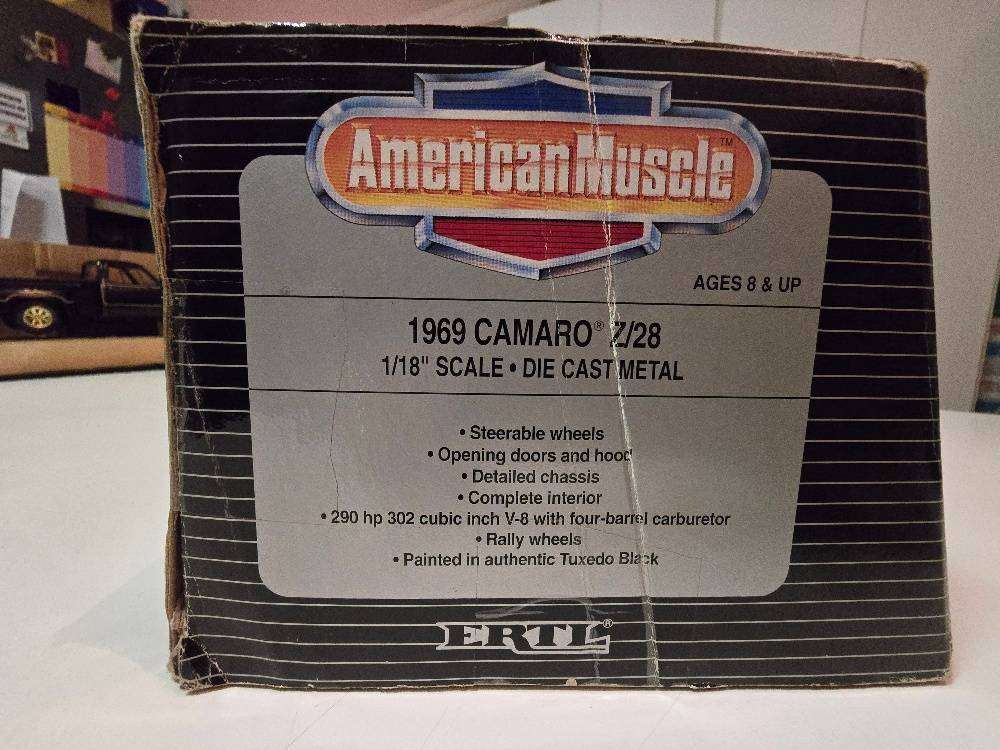 American Muscle™
AGES 8 & UP
1969 CAMARO® Z/28
1/18" SCALE • DIE CAST METAL
• Steerable wheels
• Opening doors and hood
• Detailed chassis
• Complete interior
• 290 hp 302 cubic inch V-8 with four-barrel carburetor
• Rally wheels
• Painted in authentic Tuxedo Black
ERTL®